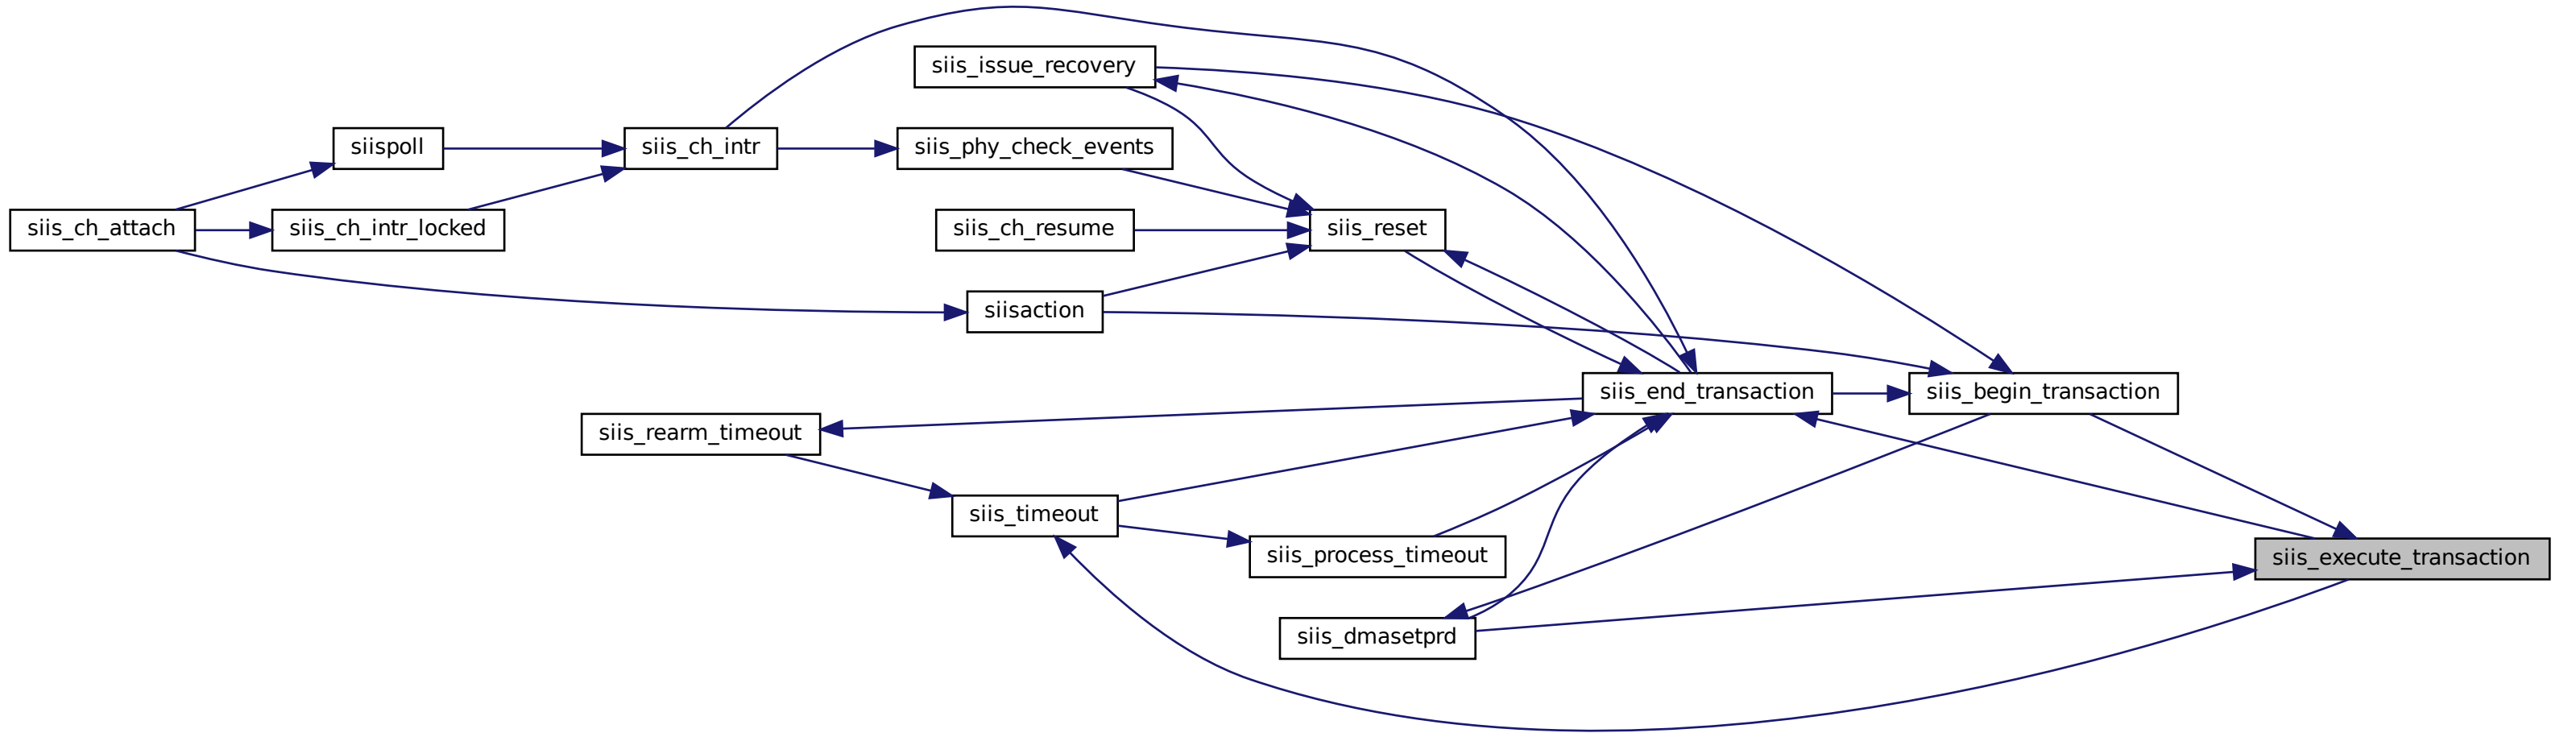 siis_issue_recovery
siispoll
siis_ch_intr
siis_phy_check_events
siis_ch_attach
siis_ch_intr_locked
siis_ch_resume
siis_reset
siisaction
siis_end_transaction
siis_begin_transaction
siis_rearm_timeout
siis_timeout
siis_process_timeout
siis_execute_transaction
siis_dmasetprd